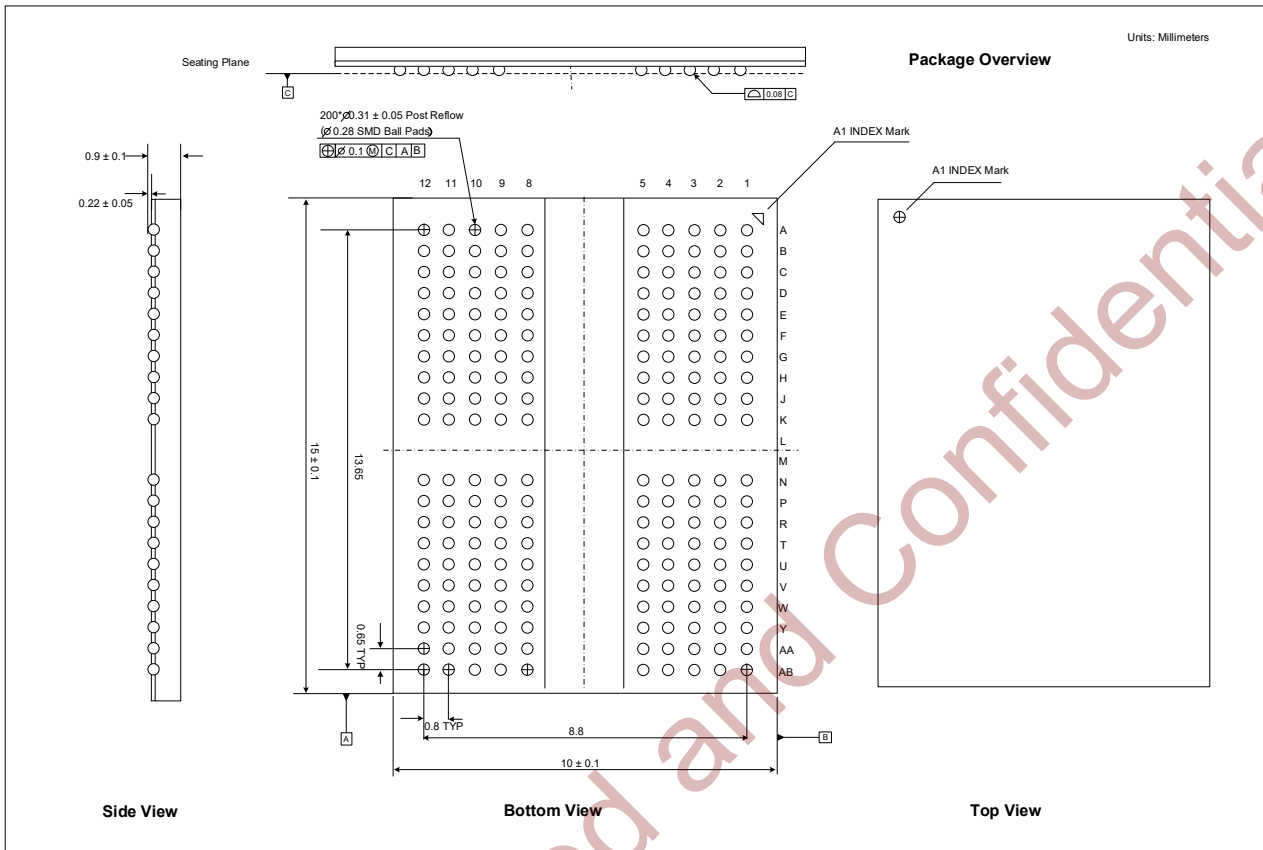 Units: Millimeters
Package Overview
Seating Plane
C
⌓ 0.08 C
200*Ø0.31 ± 0.05 Post Reflow
(Ø 0.28 SMD Ball Pads)
⌖ Ø 0.1 Ⓜ C A B
A1 INDEX Mark
A1 INDEX Mark
0.9 ± 0.1
0.22 ± 0.05
12 11 10 9 8 5 4 3 2 1
A
B
C
D
E
F
G
H
J
K
L
M
N
P
R
T
U
V
W
Y
AA
AB
15 ± 0.1
13.65
0.65 TYP
0.8 TYP
8.8
10 ± 0.1
A
B
Side View
Bottom View
Top View
and Confidential